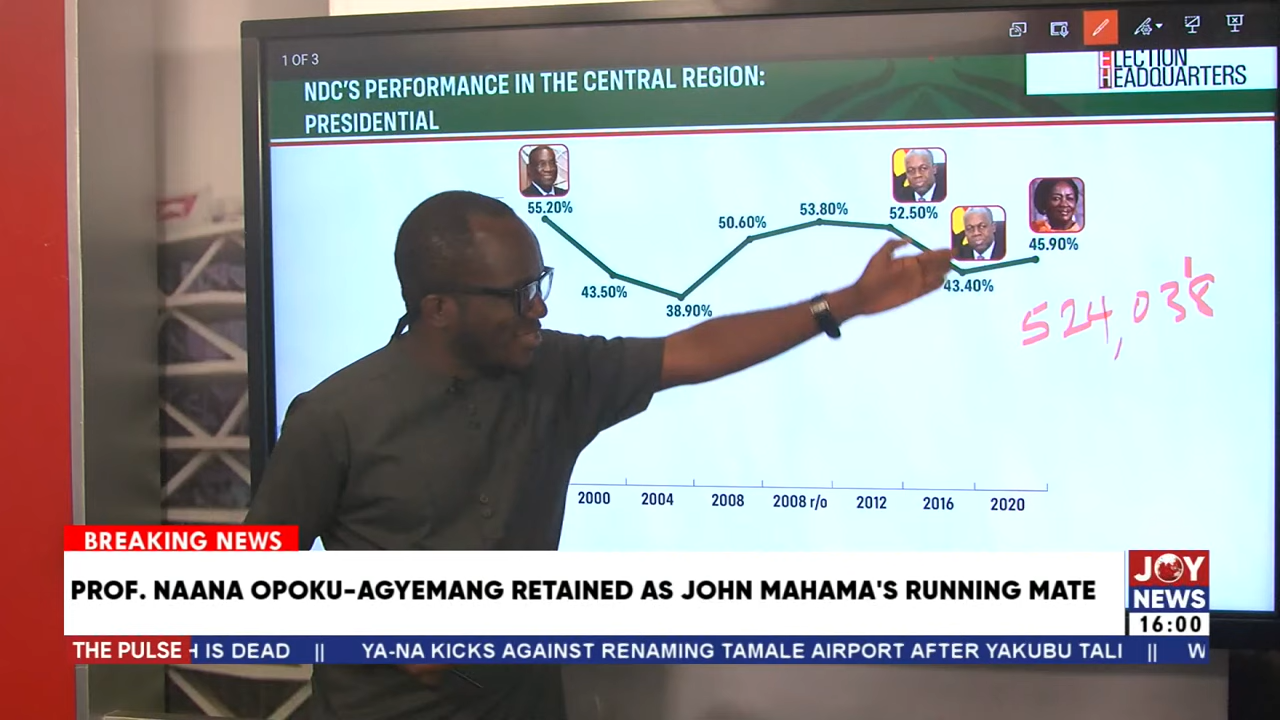 1 OF 3
ELECTION
HEADQUARTERS
NDC'S PERFORMANCE IN THE CENTRAL REGION:
PRESIDENTIAL
55.20%
43.50%
38.90%
50.60%
53.80%
52.50%
43.40%
45.90%
524,038
2000 2004 2008 2008 r/o 2012 2016 2020
BREAKING NEWS
PROF. NAANA OPOKU-AGYEMANG RETAINED AS JOHN MAHAMA'S RUNNING MATE
JOY
NEWS
16:00
THE PULSE H IS DEAD || YA-NA KICKS AGAINST RENAMING TAMALE AIRPORT AFTER YAKUBU TALI || W